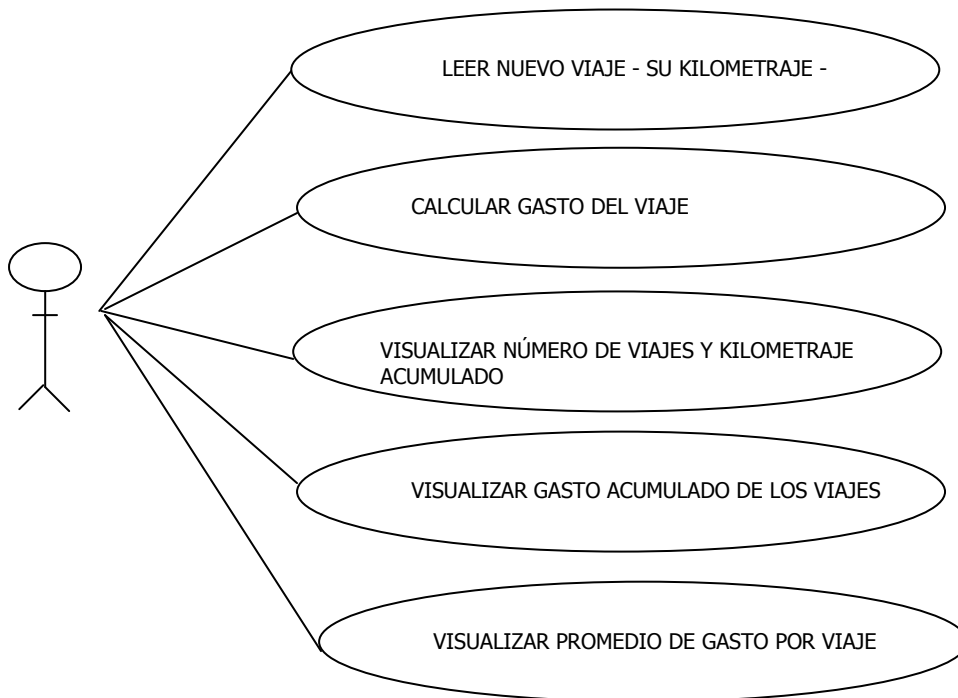 LEER NUEVO VIAJE - SU KILOMETRAJE -
CALCULAR GASTO DEL VIAJE
VISUALIZAR NÚMERO DE VIAJES Y KILOMETRAJE
ACUMULADO
VISUALIZAR GASTO ACUMULADO DE LOS VIAJES
VISUALIZAR PROMEDIO DE GASTO POR VIAJE